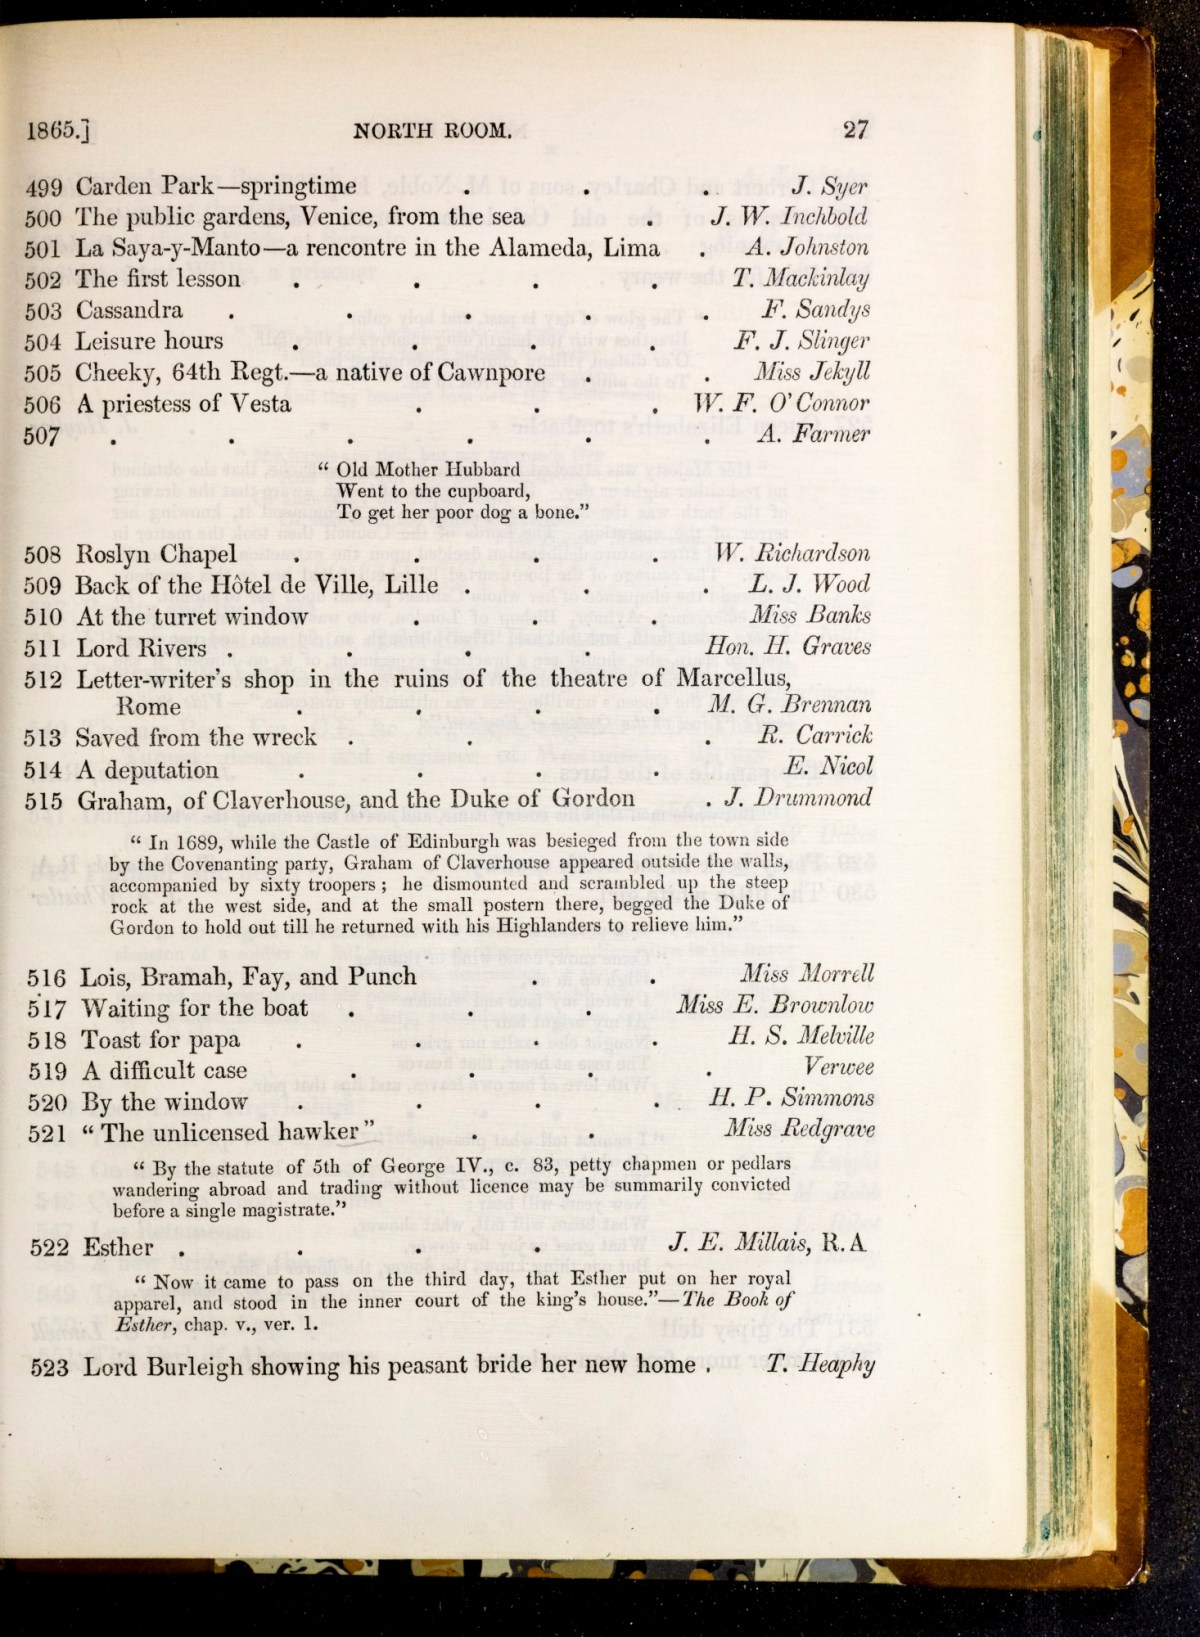 1865.] NORTH ROOM. 27
499 Carden Park—springtime . . . J. Syer
500 The public gardens, Venice, from the sea . J. W. Inchbold
501 La Saya-y-Manto—a rencontre in the Alameda, Lima . A. Johnston
502 The first lesson . . . . T. Mackinlay
503 Cassandra . . . . . F. Sandys
504 Leisure hours . . . . F. J. Slinger
505 Cheeky, 64th Regt.—a native of Cawnpore . . Miss Jekyll
506 A priestess of Vesta . . . W. F. O'Connor
507 . . . . . . A. Farmer
“ Old Mother Hubbard
Went to the cupboard,
To get her poor dog a bone.”
508 Roslyn Chapel . . . . W. Richardson
509 Back of the Hôtel de Ville, Lille . . . L. J. Wood
510 At the turret window . . . Miss Banks
511 Lord Rivers . . . . Hon. H. Graves
512 Letter-writer's shop in the ruins of the theatre of Marcellus,
Rome . . . . M. G. Brennan
513 Saved from the wreck . . . R. Carrick
514 A deputation . . . . E. Nicol
515 Graham, of Claverhouse, and the Duke of Gordon . J. Drummond
“ In 1689, while the Castle of Edinburgh was besieged from the town side
by the Covenanting party, Graham of Claverhouse appeared outside the walls,
accompanied by sixty troopers ; he dismounted and scrambled up the steep
rock at the west side, and at the small postern there, begged the Duke of
Gordon to hold out till he returned with his Highlanders to relieve him.”
516 Lois, Bramah, Fay, and Punch . . Miss Morrell
517 Waiting for the boat . . . Miss E. Brownlow
518 Toast for papa . . . . H. S. Melville
519 A difficult case . . . . Verwee
520 By the window . . . . H. P. Simmons
521 “ The unlicensed hawker ” . . Miss Redgrave
“ By the statute of 5th of George IV., c. 83, petty chapmen or pedlars
wandering abroad and trading without licence may be summarily convicted
before a single magistrate.”
522 Esther . . . . J. E. Millais, R.A
“ Now it came to pass on the third day, that Esther put on her royal
apparel, and stood in the inner court of the king's house.”—The Book of
Esther, chap. v., ver. 1.
523 Lord Burleigh showing his peasant bride her new home . T. Heaphy